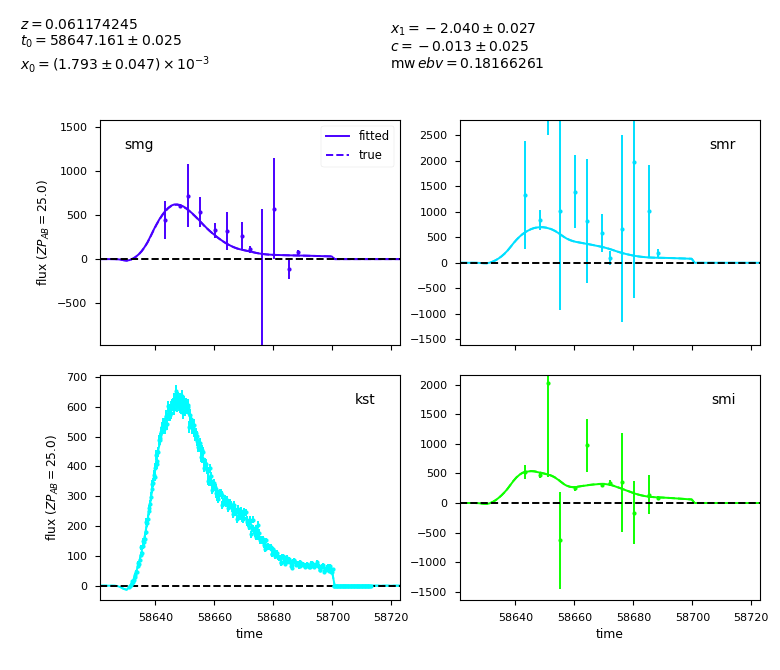 z = 0.061174245
t₀ = 58647.161 ± 0.025
x₀ = (1.793 ± 0.047) × 10⁻³
x₁ = −2.040 ± 0.027
c = −0.013 ± 0.025
mw ebv = 0.18166261
smg
fitted
true
1500
1000
500
0
−500
flux (ZP_AB = 25.0)
smr
2500
2000
1500
1000
500
0
−500
−1000
−1500
kst
700
600
500
400
300
200
100
0
flux (ZP_AB = 25.0)
58640 58660 58680 58700 58720
time
smi
2000
1500
1000
500
0
−500
−1000
−1500
58640 58660 58680 58700 58720
time